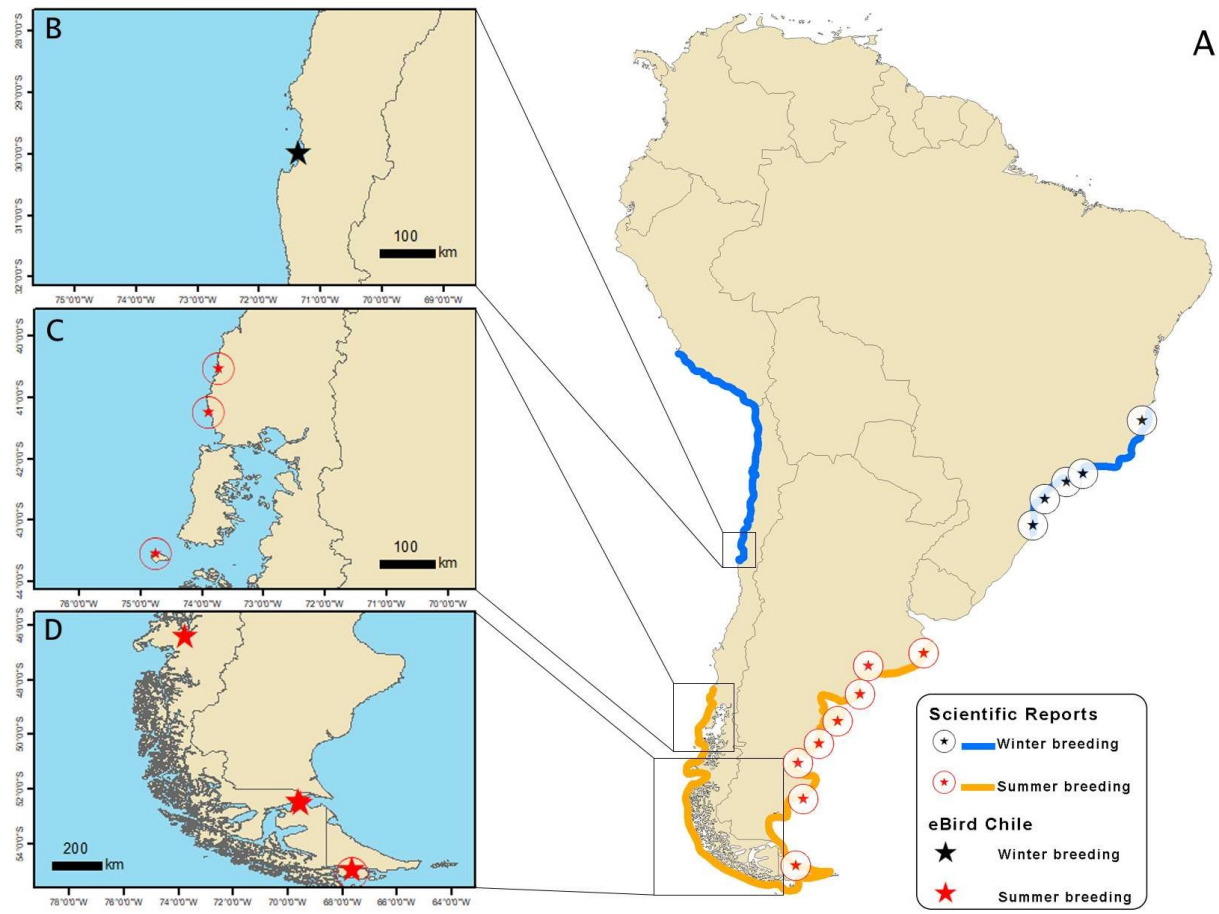 A
B
28°0'0"S
29°0'0"S
30°0'0"S
31°0'0"S
32°0'0"S
100
km
75°0'0"W 74°0'0"W 73°0'0"W 72°0'0"W 71°0'0"W 70°0'0"W 69°0'0"W
C
40°0'0"S
41°0'0"S
42°0'0"S
43°0'0"S
44°0'0"S
100
km
76°0'0"W 75°0'0"W 74°0'0"W 73°0'0"W 72°0'0"W 71°0'0"W 70°0'0"W
D
46°0'0"S
48°0'0"S
50°0'0"S
52°0'0"S
54°0'0"S
200
km
78°0'0"W 76°0'0"W 74°0'0"W 72°0'0"W 70°0'0"W 68°0'0"W 66°0'0"W 64°0'0"W
Scientific Reports
Winter breeding
Summer breeding
eBird Chile
Winter breeding
Summer breeding